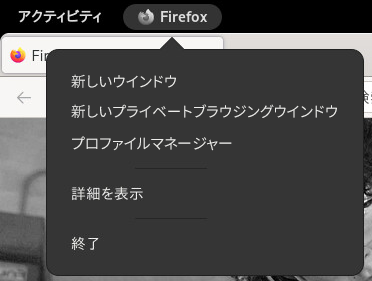 アクティビティ Firefox
新しいウインドウ
新しいプライベートブラウジングウインドウ
プロファイルマネージャー
詳細を表示
終了